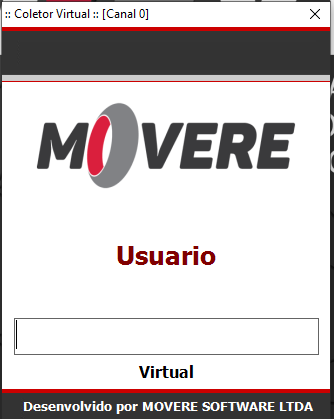 :: Coletor Virtual :: [Canal 0]
MOVERE
Usuario
Virtual
Desenvolvido por MOVERE SOFTWARE LTDA